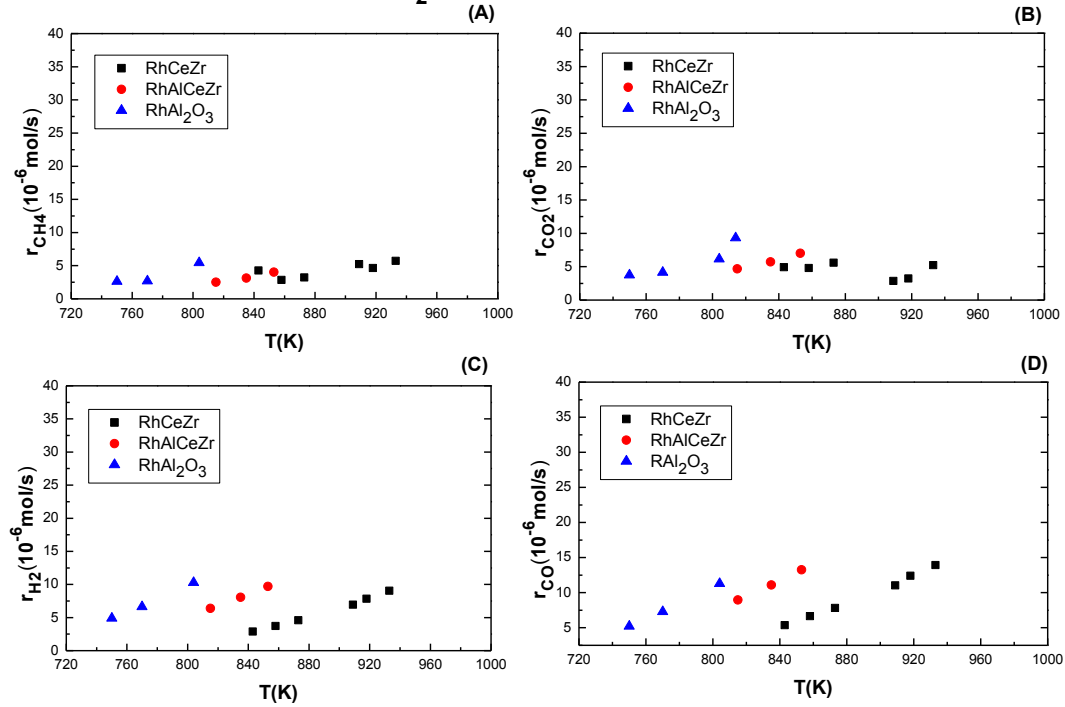 2
(A)
RhCeZr
RhAlCeZr
RhAl2O3
rCH4(10-6mol/s)
40
35
30
25
20
15
10
5
0
720 760 800 840 880 920 960 1000
T(K)
(B)
RhCeZr
RhAlCeZr
RhAl2O3
rCO2(10-6mol/s)
40
35
30
25
20
15
10
5
0
720 760 800 840 880 920 960 1000
T(K)
(C)
RhCeZr
RhAlCeZr
RhAl2O3
rH2(10-6mol/s)
40
35
30
25
20
15
10
5
0
720 760 800 840 880 920 960 1000
T(K)
(D)
RhCeZr
RhAlCeZr
RAl2O3
rCO(10-6mol/s)
40
35
30
25
20
15
10
5
720 760 800 840 880 920 960 1000
T(K)